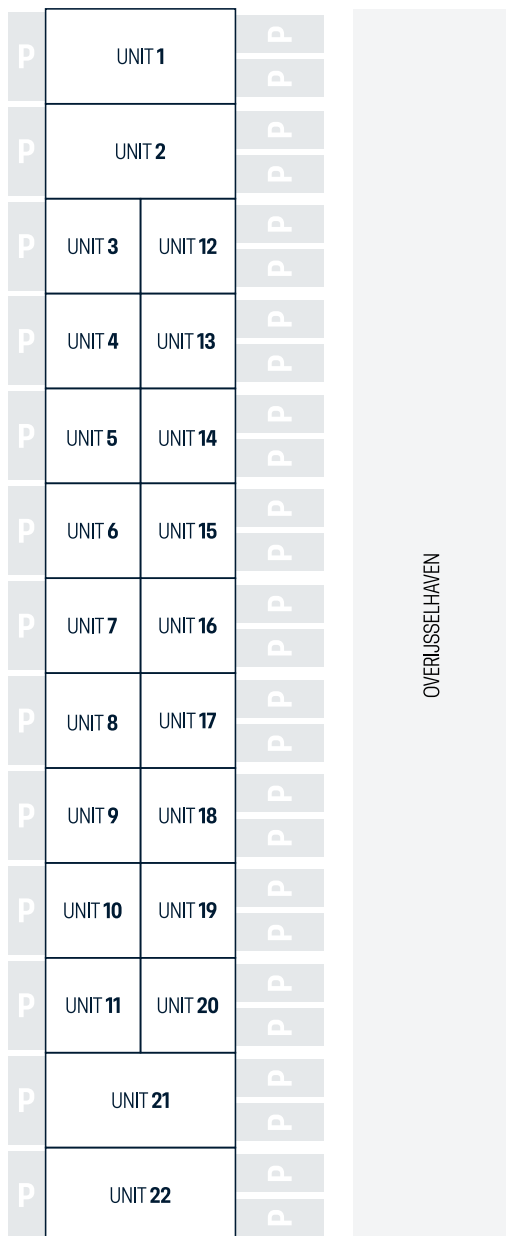 P
UNIT 1
P
P
P
UNIT 2
P
P
P
UNIT 3
UNIT 12
P
P
P
UNIT 4
UNIT 13
P
P
P
UNIT 5
UNIT 14
P
P
P
UNIT 6
UNIT 15
P
P
P
UNIT 7
UNIT 16
P
P
P
UNIT 8
UNIT 17
P
P
P
UNIT 9
UNIT 18
P
P
P
UNIT 10
UNIT 19
P
P
P
UNIT 11
UNIT 20
P
P
P
UNIT 21
P
P
P
UNIT 22
P
P
OVERIJSSELHAVEN